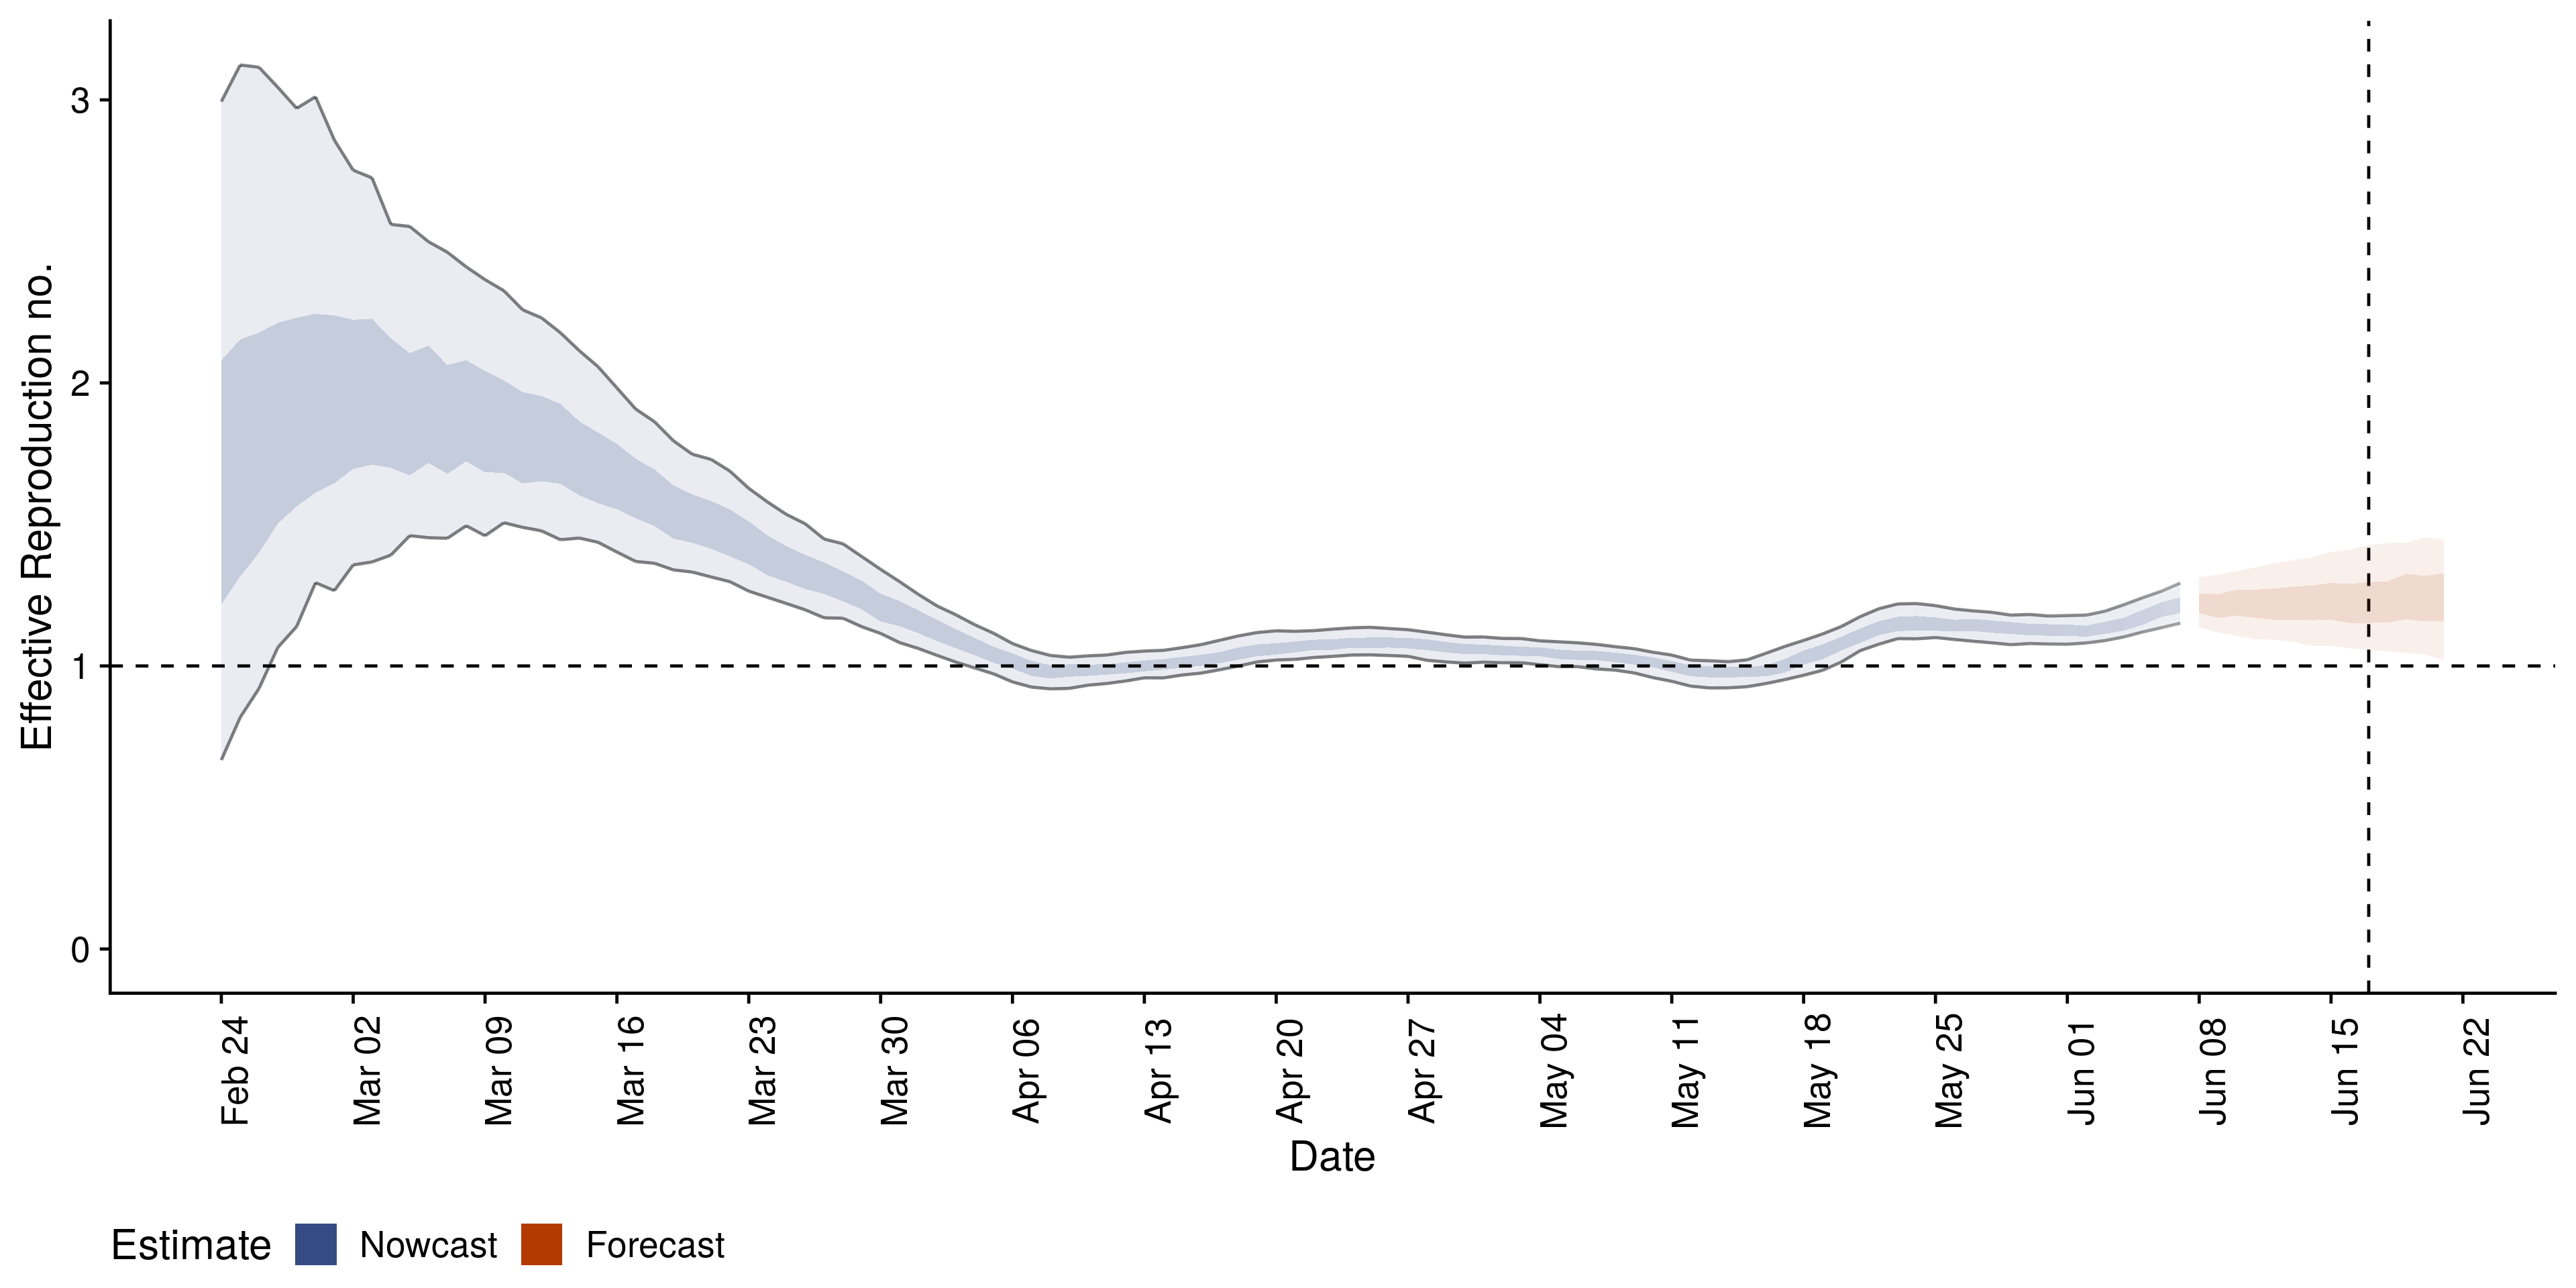 Effective Reproduction no.
3
2
1
0
Feb 24
Mar 02
Mar 09
Mar 16
Mar 23
Mar 30
Apr 06
Apr 13
Apr 20
Apr 27
May 04
May 11
May 18
May 25
Jun 01
Jun 08
Jun 15
Jun 22
Date
Estimate Nowcast Forecast